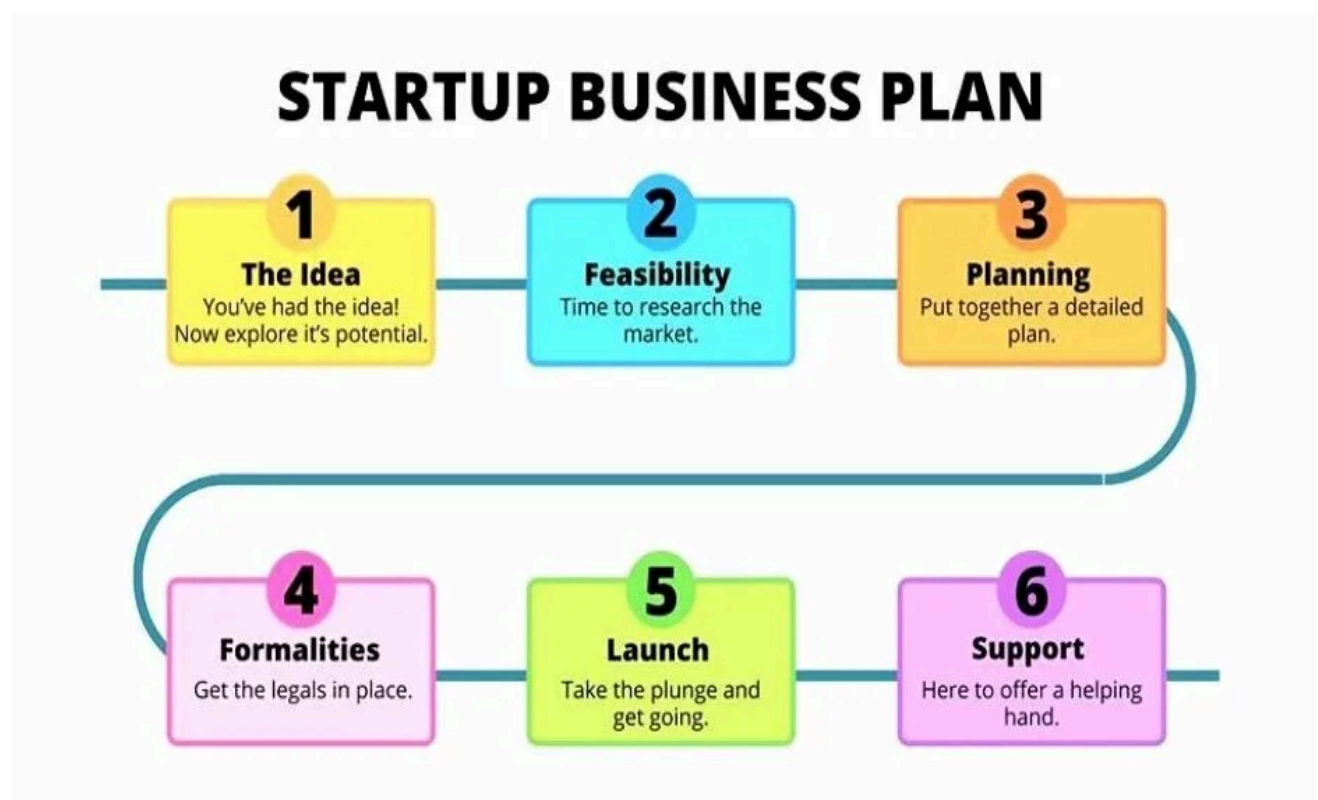 STARTUP BUSINESS PLAN
1
The Idea
You've had the idea!
Now explore it's potential.
2
Feasibility
Time to research the
market.
3
Planning
Put together a detailed
plan.
4
Formalities
Get the legals in place.
5
Launch
Take the plunge and
get going.
6
Support
Here to offer a helping
hand.